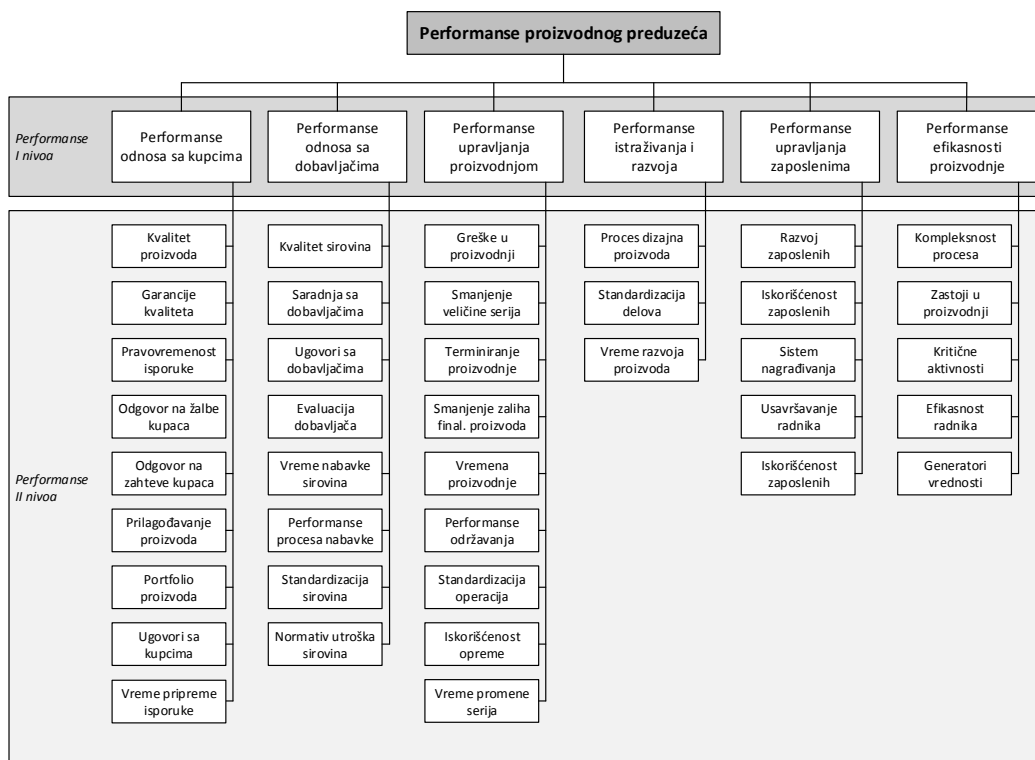 Performanse proizvodnog preduzeća
Performanse
I nivoa
Performanse
odnosa sa kupcima
Performanse
odnosa sa
dobavljačima
Performanse
upravljanja
proizvodnjom
Performanse
istraživanja i
razvoja
Performanse
upravljanja
zaposlenima
Performanse
efikasnosti
proizvodnje
Performanse
II nivoa
Kvalitet
proizvoda
Garancije
kvaliteta
Pravovremenost
isporuke
Odgovor na žalbe
kupaca
Odgovor na
zahteve kupaca
Prilagođavanje
proizvoda
Portfolio
proizvoda
Ugovori sa
kupcima
Vreme pripreme
isporuke
Kvalitet sirovina
Saradnja sa
dobavljačima
Ugovori sa
dobavljačima
Evaluacija
dobavljača
Vreme nabavke
sirovina
Performanse
procesa nabavke
Standardizacija
sirovina
Normativ utroška
sirovina
Greške u
proizvodnji
Smanjenje
veličine serija
Terminiranje
proizvodnje
Smanjenje zaliha
final. proizvoda
Vremena
proizvodnje
Performanse
održavanja
Standardizacija
operacija
Iskorišćenost
opreme
Vreme promene
serija
Proces dizajna
proizvoda
Standardizacija
delova
Vreme razvoja
proizvoda
Razvoj
zaposlenih
Iskorišćenost
zaposlenih
Sistem
nagrađivanja
Usavršavanje
radnika
Iskorišćenost
zaposlenih
Kompleksnost
procesa
Zastoji u
proizvodnji
Kritične
aktivnosti
Efikasnost
radnika
Generatori
vrednosti